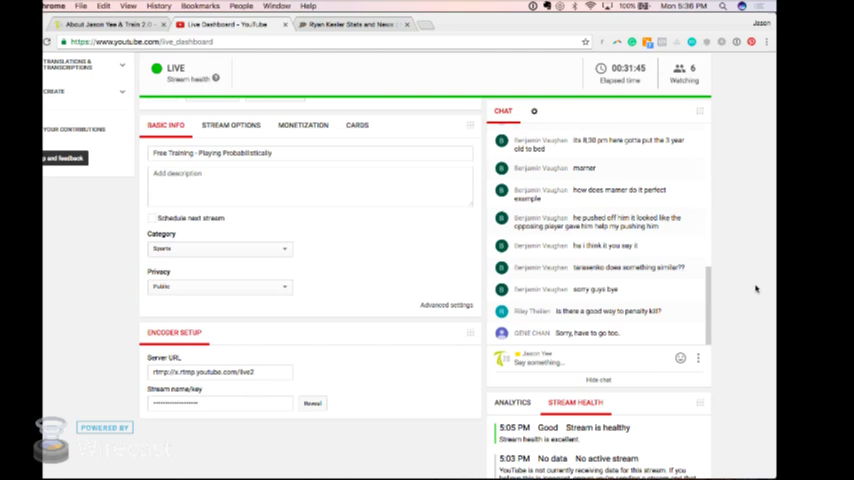 hrome File Edit View History Bookmarks People Window Help
100% Mon 5:36 PM
About Jason Yee & Train 2.0 - Live Dashboard - YouTube Ryan Kesler Stats and News
Jason
https://www.youtube.com/live_dashboard
TRANSLATIONS &
TRANSCRIPTIONS
CREATE
YOUR CONTRIBUTIONS
p and feedback
LIVE
Stream health
00:31:45
Elapsed time
6
Watching
BASIC INFO STREAM OPTIONS MONETIZATION CARDS
Free Training - Playing Probabilistically
Add description
Schedule next stream
Category
Sports
Privacy
Public
Advanced settings
ENCODER SETUP
Server URL
rtmp://a.rtmp.youtube.com/live2
Stream name/key
Reveal
POWERED BY
Wirecast
CHAT
Benjamin Vaughan its 8;30 pm here gotta put the 3 year
old to bed
Benjamin Vaughan marner
Benjamin Vaughan how does marner do it perfect
example
Benjamin Vaughan he pushed off him it looked like the
opposing player gave him help my pushing him
Benjamin Vaughan ha i think it you say it
Benjamin Vaughan tarasenko does something similar??
Benjamin Vaughan sorry guys bye
Riley Thelen is there a good way to penalty kill?
GENE CHAN Sorry, have to go too.
Jason Yee
Say something...
Hide chat
ANALYTICS STREAM HEALTH
5:05 PM Good Stream is healthy
Stream health is excellent.
5:03 PM No data No active stream
YouTube is not currently receiving data for this stream. If you